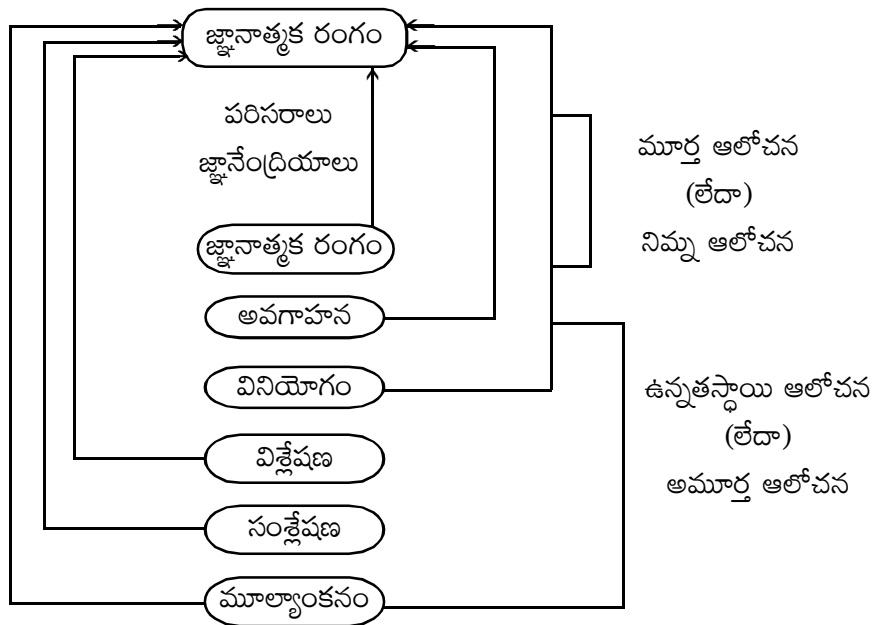 జ్ఞానాత్మక రంగం
పరిసరాలు
జ్ఞానేంద్రియాలు
జ్ఞానాత్మక రంగం
అవగాహన
వినియోగం
విశ్లేషణ
సంశ్లేషణ
మూల్యాంకనం
మూర్త ఆలోచన
(లేదా)
నిమ్న ఆలోచన
ఉన్నతస్థాయి ఆలోచన
(లేదా)
అమూర్త ఆలోచన